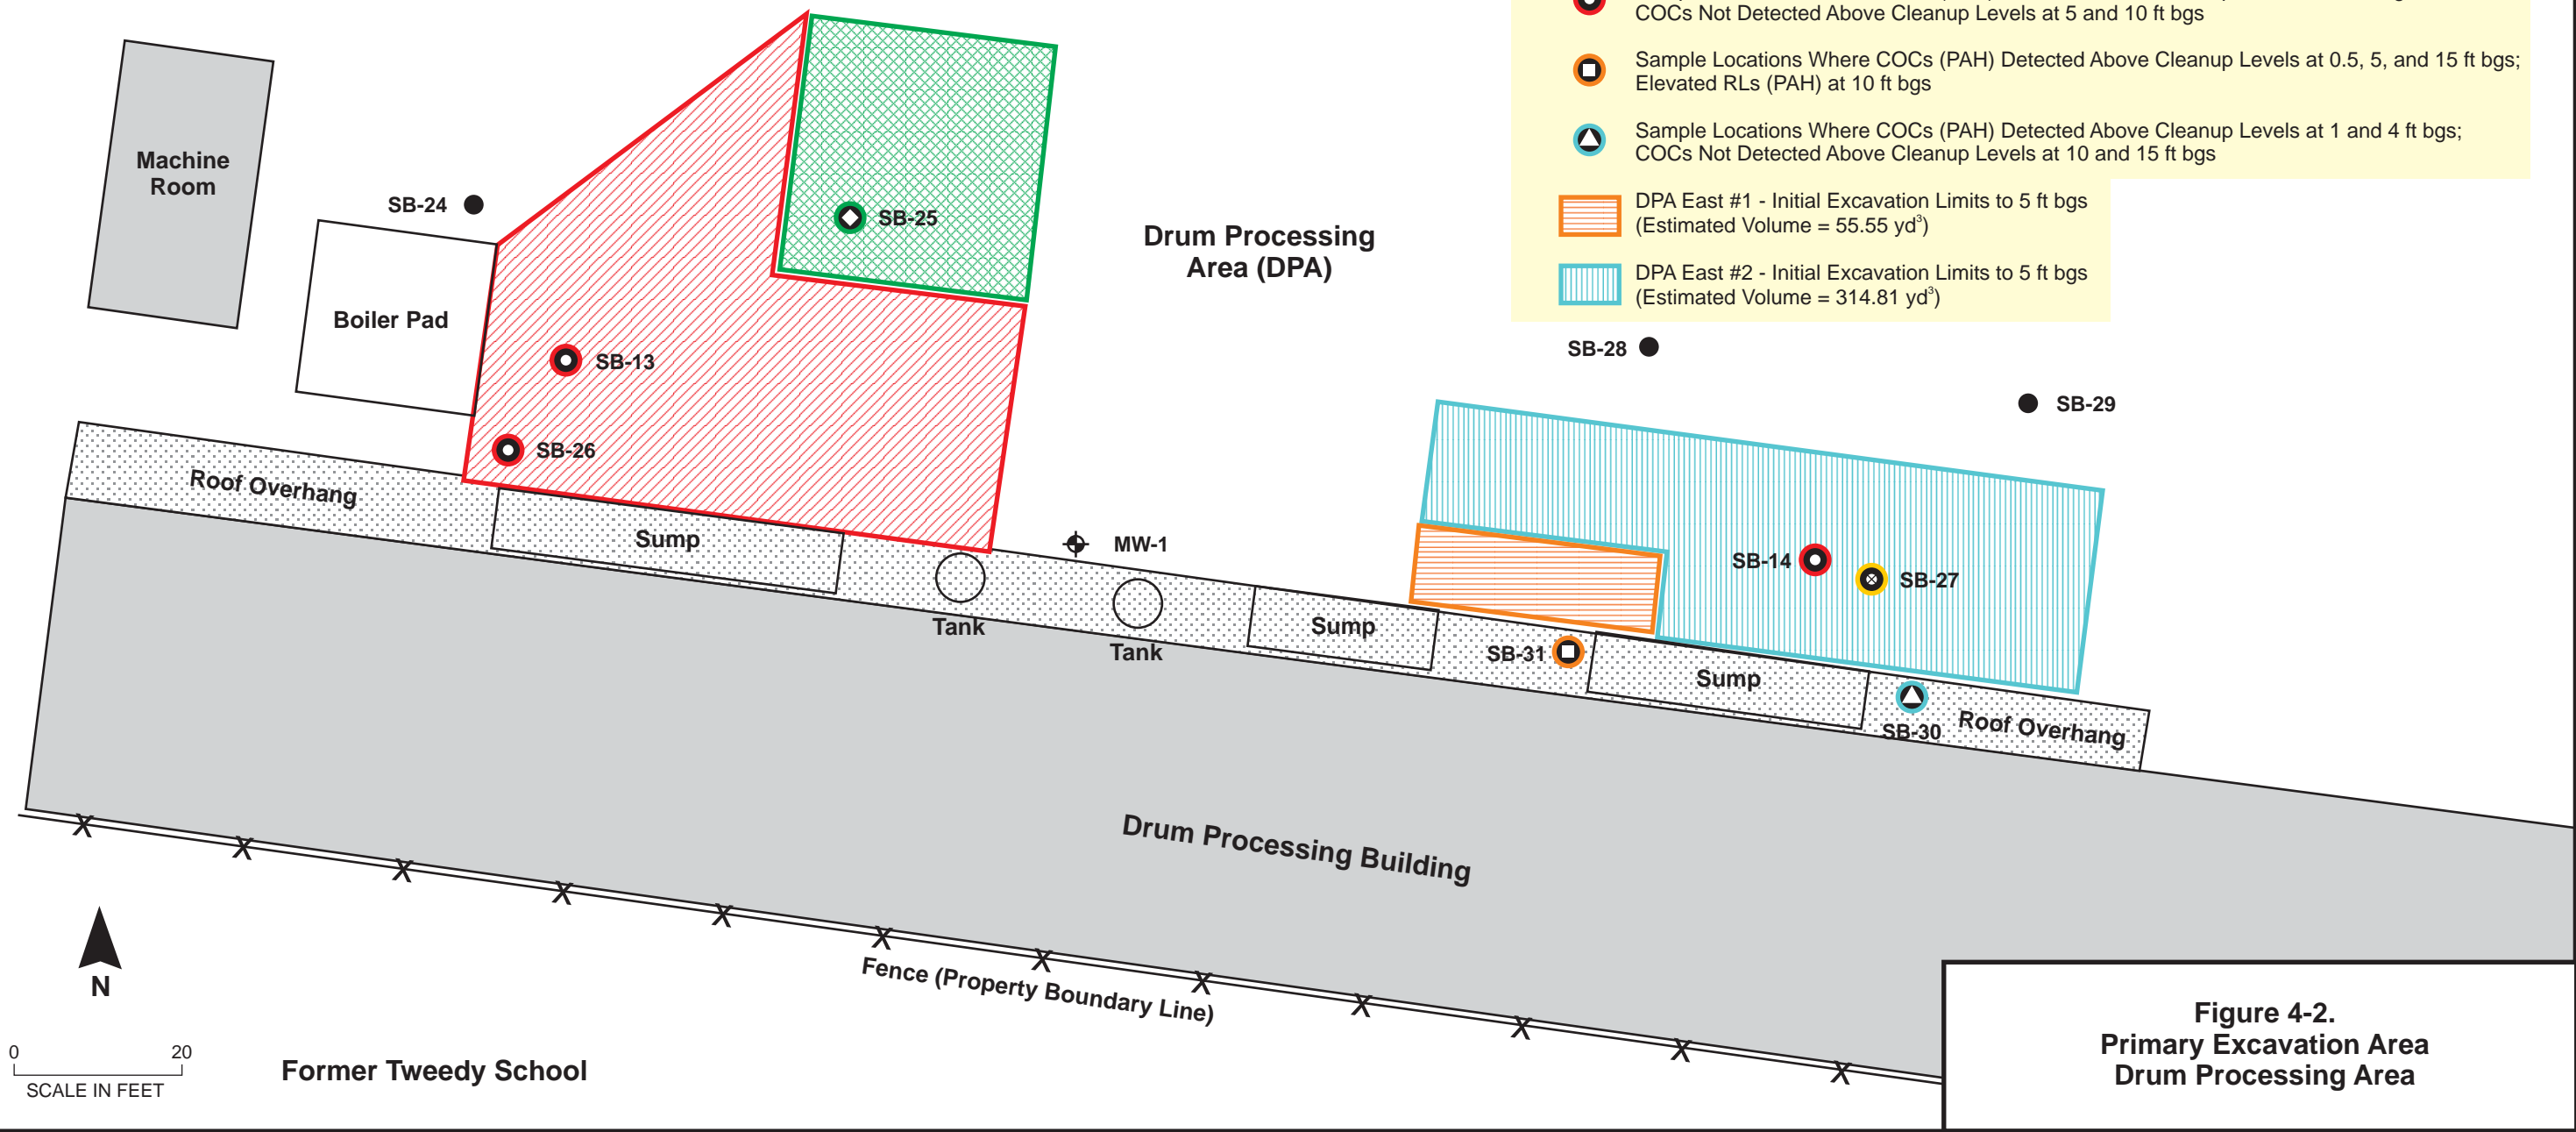 COCs Not Detected Above Cleanup Levels at 5 and 10 ft bgs
Sample Locations Where COCs (PAH) Detected Above Cleanup Levels at 0.5, 5, and 15 ft bgs;
Elevated RLs (PAH) at 10 ft bgs
Sample Locations Where COCs (PAH) Detected Above Cleanup Levels at 1 and 4 ft bgs;
COCs Not Detected Above Cleanup Levels at 10 and 15 ft bgs
DPA East #1 - Initial Excavation Limits to 5 ft bgs
(Estimated Volume = 55.55 yd³)
DPA East #2 - Initial Excavation Limits to 5 ft bgs
(Estimated Volume = 314.81 yd³)
Machine
Room
SB-24
SB-25
Drum Processing
Area (DPA)
Boiler Pad
SB-13
SB-28
SB-29
SB-26
Roof Overhang
Sump
MW-1
SB-14
SB-27
Tank
Sump
Tank
SB-31
Sump
SB-30
Roof Overhang
Drum Processing Building
X
X
X
X
X
X
X
X
X
X
X
X
Fence (Property Boundary Line)
N
0 20
SCALE IN FEET
Former Tweedy School
Figure 4-2.
Primary Excavation Area
Drum Processing Area